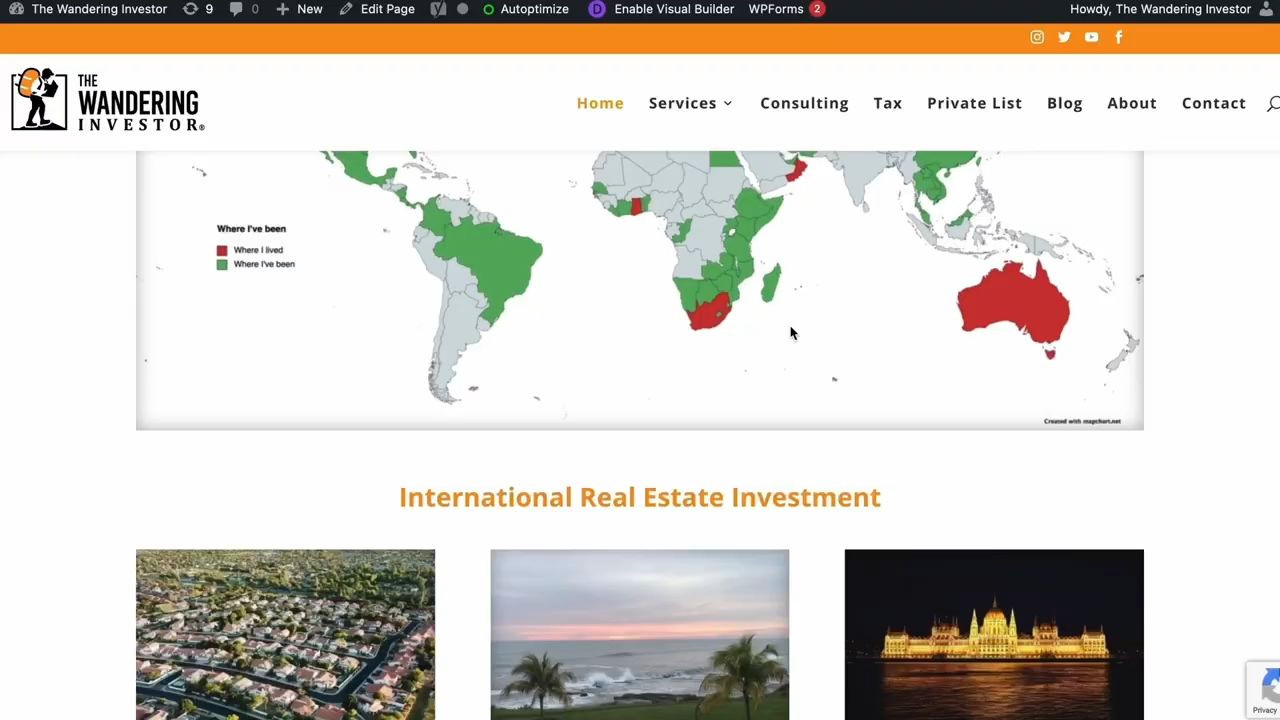 The Wandering Investor 9 0 New Edit Page Autoptimize D Enable Visual Builder WPForms 2 Howdy, The Wandering Investor
THE
WANDERING
INVESTOR®
Home Services Consulting Tax Private List Blog About Contact
Where I've been
Where I lived
Where I've been
Created with mapchart.net
International Real Estate Investment
Privacy